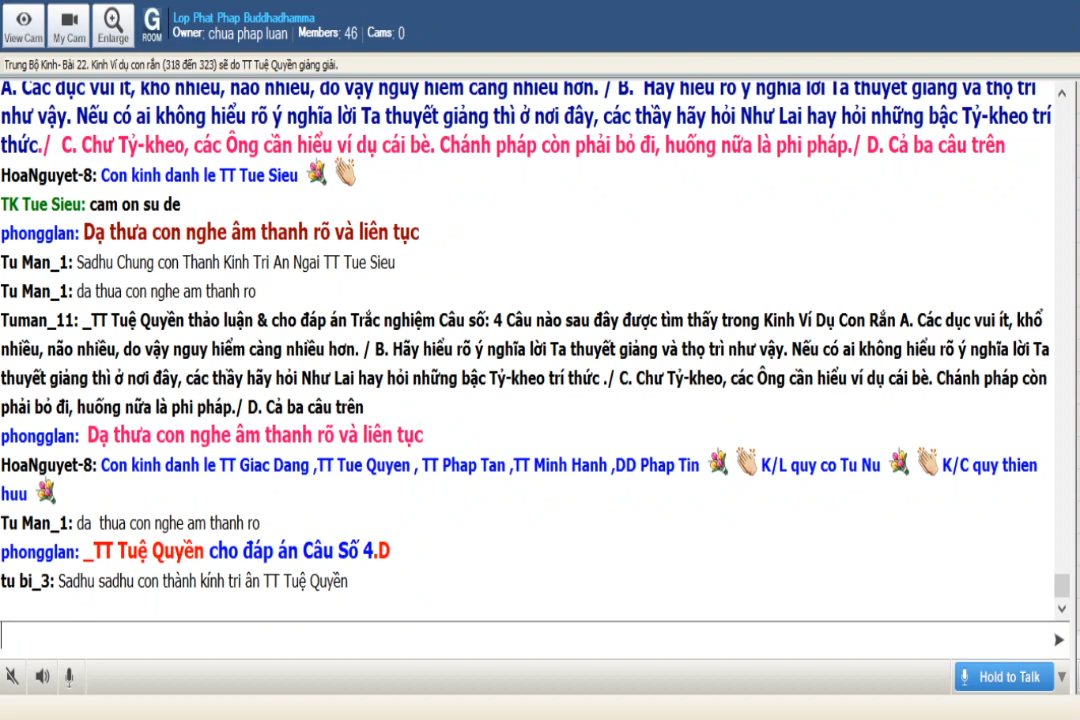 View Cam
My Cam
Enlarge
G
ROOM
Lop Phat Phap Buddhadhamma
Owner: chua phap luan | Members: 46 | Cams: 0
Trung Bộ Kinh- Bài 22. Kinh Ví dụ con rắn (318 đến 323) sẽ do TT Tuệ Quyền giảng giải.
A. Các dục vui ít, khổ nhiều, não nhiều, do vậy nguy hiểm càng nhiều hơn. / B. Hãy hiểu rõ ý nghĩa lời Ta thuyết giảng và thọ trì
như vậy. Nếu có ai không hiểu rõ ý nghĩa lời Ta thuyết giảng thì ở nơi đây, các thầy hãy hỏi Như Lai hay hỏi những bậc Tỷ-kheo trí
thức./ C. Chư Tỷ-kheo, các Ông cần hiểu ví dụ cái bè. Chánh pháp còn phải bỏ đi, huống nữa là phi pháp./ D. Cả ba câu trên
HoaNguyet-8: Con kinh danh le TT Tue Sieu
TK Tue Sieu: cam on su de
phongglan: Dạ thưa con nghe âm thanh rõ và liên tục
Tu Man_1: Sadhu Chung con Thanh Kinh Tri An Ngai TT Tue Sieu
Tu Man_1: da thua con nghe am thanh ro
Tuman_11: _TT Tuệ Quyền thảo luận & cho đáp án Trắc nghiệm Câu số: 4 Câu nào sau đây được tìm thấy trong Kinh Ví Dụ Con Rắn A. Các dục vui ít, khổ
nhiều, não nhiều, do vậy nguy hiểm càng nhiều hơn. / B. Hãy hiểu rõ ý nghĩa lời Ta thuyết giảng và thọ trì như vậy. Nếu có ai không hiểu rõ ý nghĩa lời Ta
thuyết giảng thì ở nơi đây, các thầy hãy hỏi Như Lai hay hỏi những bậc Tỷ-kheo trí thức ./ C. Chư Tỷ-kheo, các Ông cần hiểu ví dụ cái bè. Chánh pháp còn
phải bỏ đi, huống nữa là phi pháp./ D. Cả ba câu trên
phongglan: Dạ thưa con nghe âm thanh rõ và liên tục
HoaNguyet-8: Con kinh danh le TT Giac Dang ,TT Tue Quyen , TT Phap Tan ,TT Minh Hanh ,DD Phap Tin K/L quy co Tu Nu K/C quy thien
huu
Tu Man_1: da thua con nghe am thanh ro
phongglan: _TT Tuệ Quyền cho đáp án Câu Số 4.D
tu bi_3: Sadhu sadhu con thành kính tri ân TT Tuệ Quyền
Hold to Talk